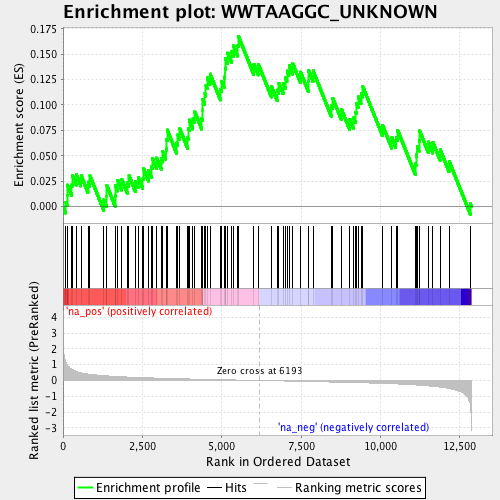 Enrichment plot: WWTAAGGC_UNKNOWN
Enrichment score (ES)
0.175
0.150
0.125
0.100
0.075
0.050
0.025
0.000
'na_pos' (positively correlated)
Ranked list metric (PreRanked)
4
3
2
1
0
-1
-2
-3
Zero cross at 6193
'na_neg' (negatively correlated)
0
2,500
5,000
7,500
10,000
12,500
Rank in Ordered Dataset
Enrichment profile
Hits
Ranking metric scores